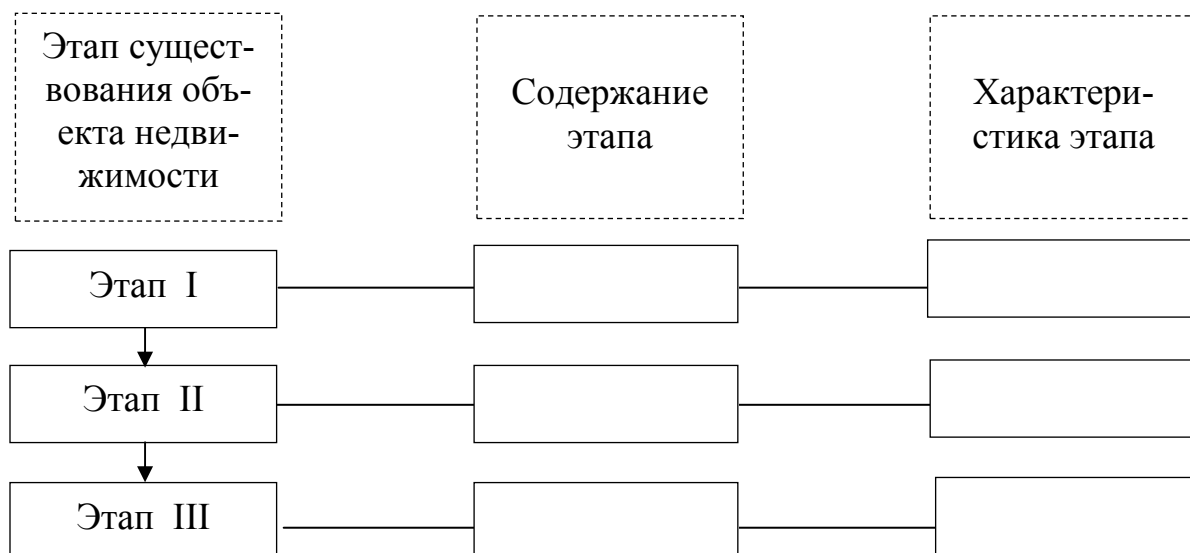 Этап сущест-
вования объ-
екта недви-
жимости
Содержание
этапа
Характери-
стика этапа
Этап I
Этап II
Этап III